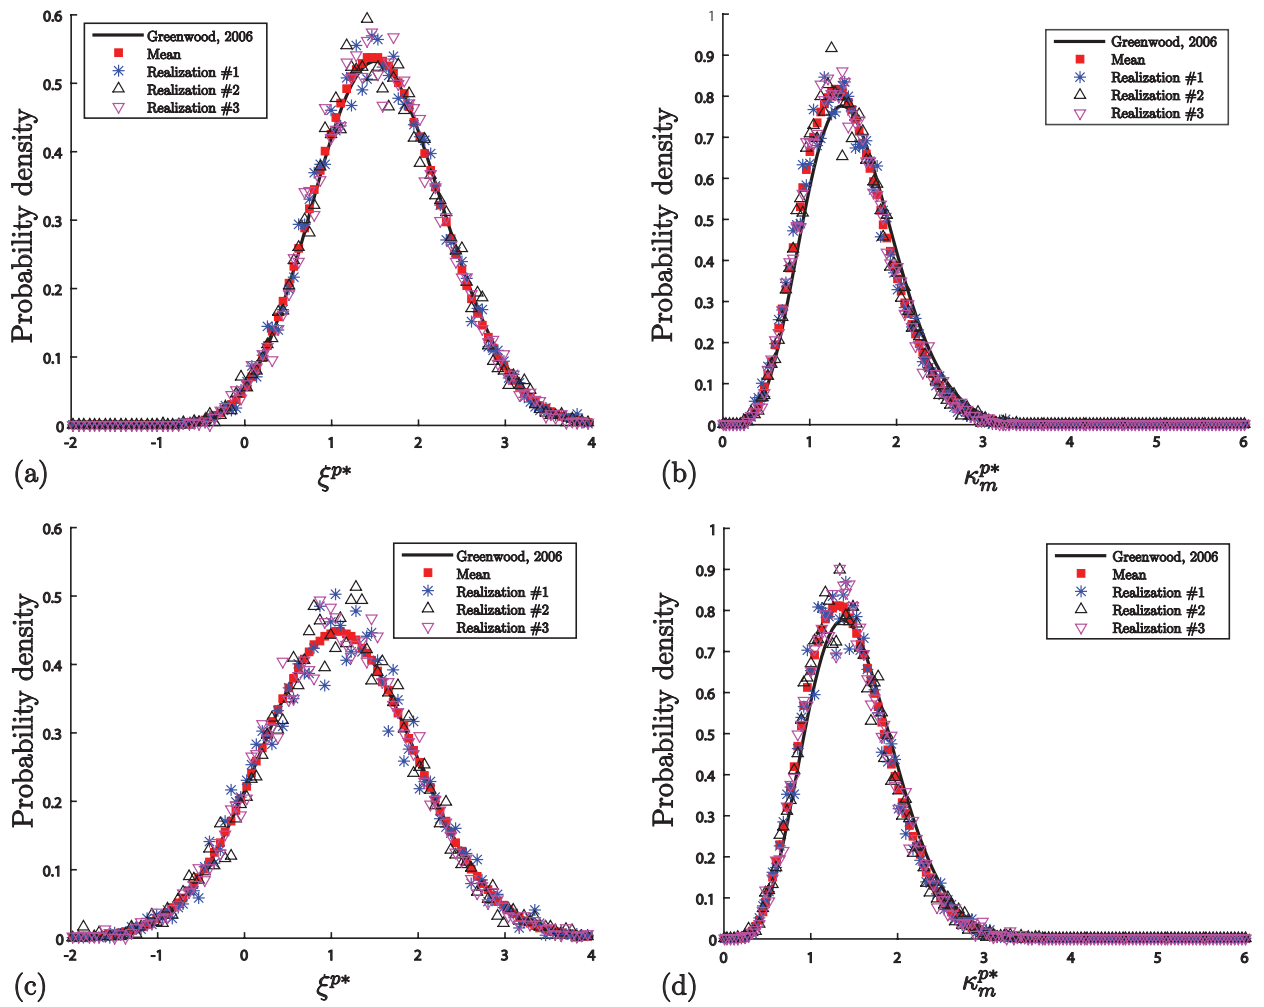 0.6
0.5
0.4
0.3
0.2
0.1
0
-2 -1 0 1 2 3 4
Probability density
Greenwood, 2006
Mean
Realization #1
Realization #2
Realization #3
(a)
ξ^{p*}
1
0.9
0.8
0.7
0.6
0.5
0.4
0.3
0.2
0.1
0
0 1 2 3 4 5 6
Probability density
Greenwood, 2006
Mean
Realization #1
Realization #2
Realization #3
(b)
κ_m^{p*}
0.6
0.5
0.4
0.3
0.2
0.1
0
-2 -1 0 1 2 3 4
Probability density
Greenwood, 2006
Mean
Realization #1
Realization #2
Realization #3
(c)
ξ^{p*}
1
0.9
0.8
0.7
0.6
0.5
0.4
0.3
0.2
0.1
0
0 1 2 3 4 5 6
Probability density
Greenwood, 2006
Mean
Realization #1
Realization #2
Realization #3
(d)
κ_m^{p*}